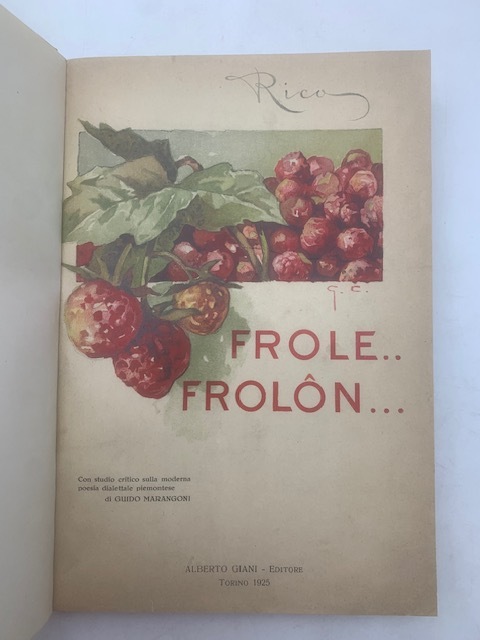 Rico
G. C.
FROLE..
FROLÔN...
Con studio critico sulla moderna
poesia dialettale piemontese
di GUIDO MARANGONI
ALBERTO GIANI - EDITORE
TORINO 1925